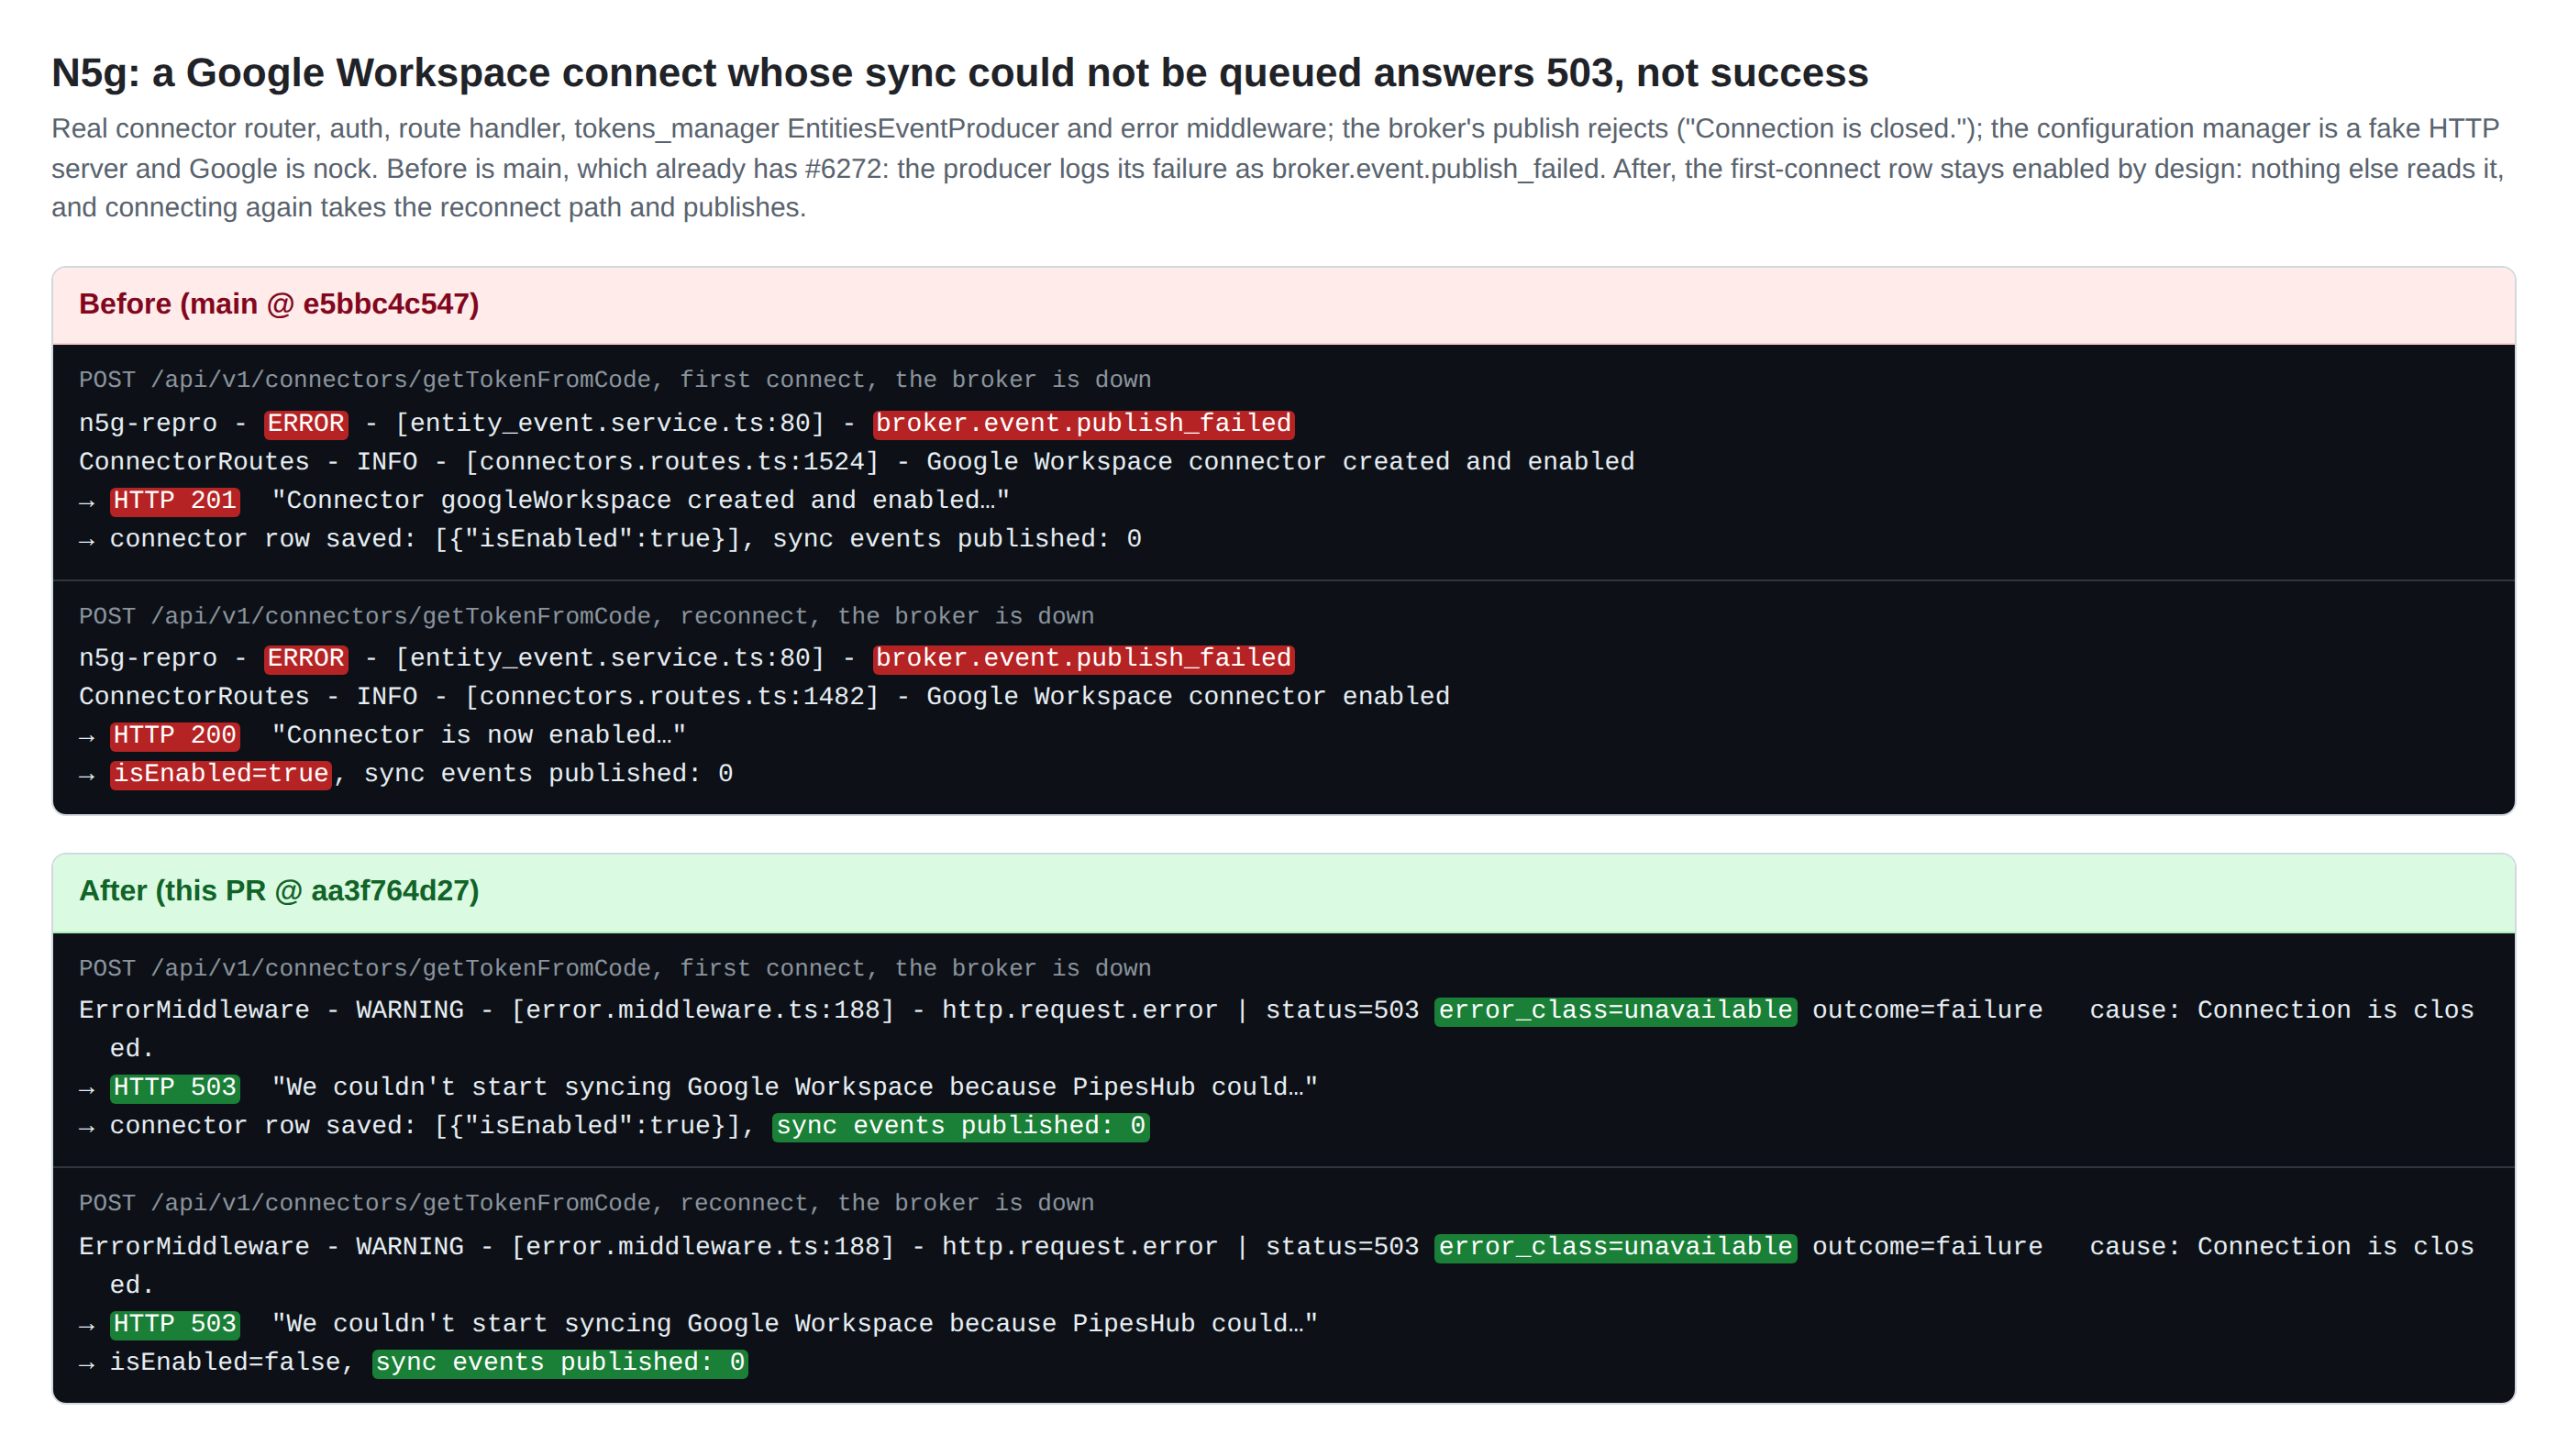 N5g: a Google Workspace connect whose sync could not be queued answers 503, not success
Real connector router, auth, route handler, tokens_manager EntitiesEventProducer and error middleware; the broker's publish rejects ("Connection is closed."); the configuration manager is a fake HTTP
server and Google is nock. Before is main, which already has #6272: the producer logs its failure as broker.event.publish_failed. After, the first-connect row stays enabled by design: nothing else reads it,
and connecting again takes the reconnect path and publishes.
Before (main @ e5bbc4c547)
POST /api/v1/connectors/getTokenFromCode, first connect, the broker is down
n5g-repro - ERROR - [entity_event.service.ts:80] - broker.event.publish_failed
ConnectorRoutes - INFO - [connectors.routes.ts:1524] - Google Workspace connector created and enabled
→ HTTP 201  "Connector googleWorkspace created and enabled…"
→ connector row saved: [{"isEnabled":true}], sync events published: 0
POST /api/v1/connectors/getTokenFromCode, reconnect, the broker is down
n5g-repro - ERROR - [entity_event.service.ts:80] - broker.event.publish_failed
ConnectorRoutes - INFO - [connectors.routes.ts:1482] - Google Workspace connector enabled
→ HTTP 200  "Connector is now enabled…"
→ isEnabled=true, sync events published: 0
After (this PR @ aa3f764d27)
POST /api/v1/connectors/getTokenFromCode, first connect, the broker is down
ErrorMiddleware - WARNING - [error.middleware.ts:188] - http.request.error | status=503 error_class=unavailable outcome=failure   cause: Connection is clos
ed.
→ HTTP 503  "We couldn't start syncing Google Workspace because PipesHub could…"
→ connector row saved: [{"isEnabled":true}], sync events published: 0
POST /api/v1/connectors/getTokenFromCode, reconnect, the broker is down
ErrorMiddleware - WARNING - [error.middleware.ts:188] - http.request.error | status=503 error_class=unavailable outcome=failure   cause: Connection is clos
ed.
→ HTTP 503  "We couldn't start syncing Google Workspace because PipesHub could…"
→ isEnabled=false, sync events published: 0